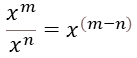 x^m / x^n = x^(m−n)